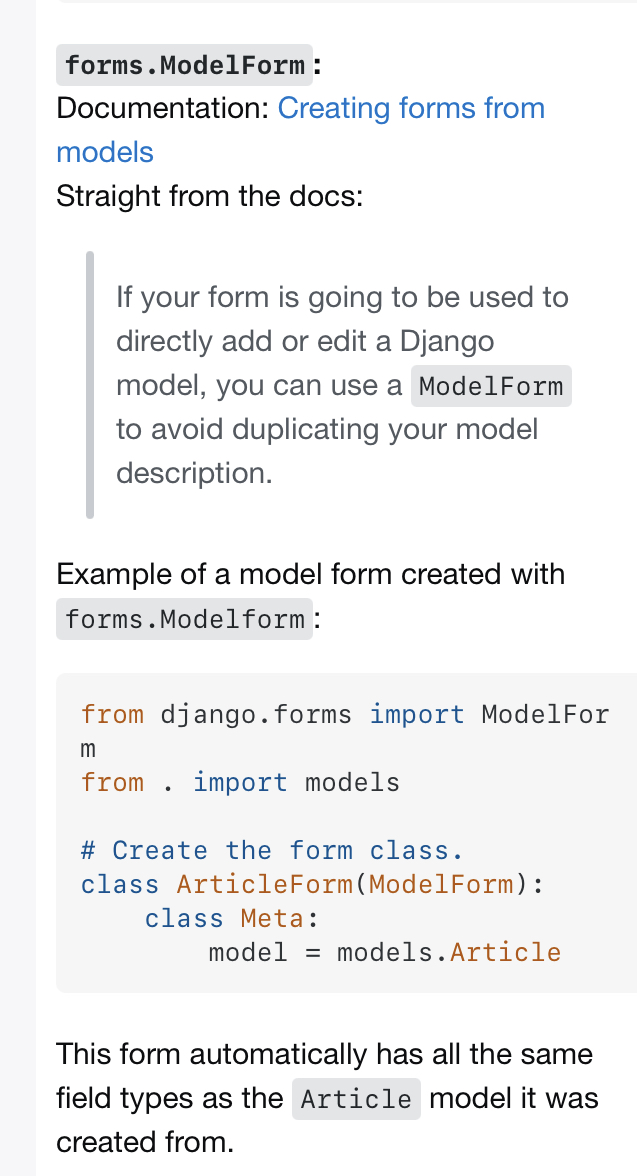 forms.ModelForm:
Documentation: Creating forms from
models
Straight from the docs:
If your form is going to be used to
directly add or edit a Django
model, you can use a ModelForm
to avoid duplicating your model
description.
Example of a model form created with
forms.Modelform:
from django.forms import ModelFor
m
from . import models
# Create the form class.
class ArticleForm(ModelForm):
    class Meta:
        model = models.Article
This form automatically has all the same
field types as the Article model it was
created from.